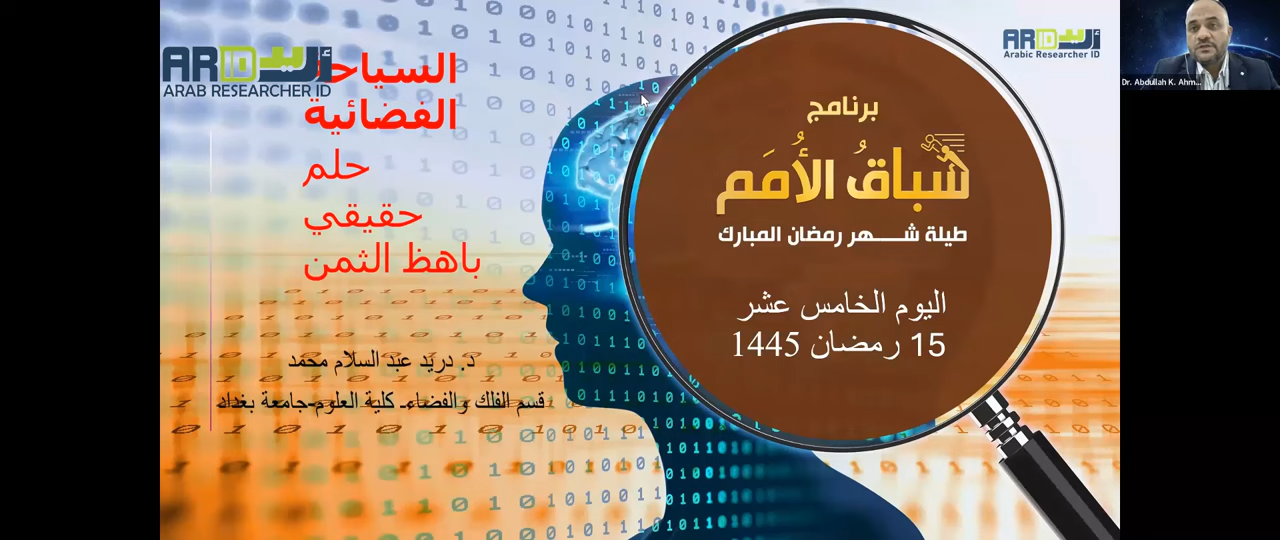 ARID أريد
ARAB RESEARCHER ID
السياحة
الفضائية
حلم
حقيقي
باهظ الثمن
د. دريد عبد السلام محمد
قسم الفلك والفضاء. كلية العلوم-جامعة بغداد
ARID أريد
Arabic Researcher ID
برنامج
سباقُ الأُمَم
طيلة شهر رمضان المبارك
اليوم الخامس عشر
15 رمضان 1445
Dr. Abdullah K. Ahm...